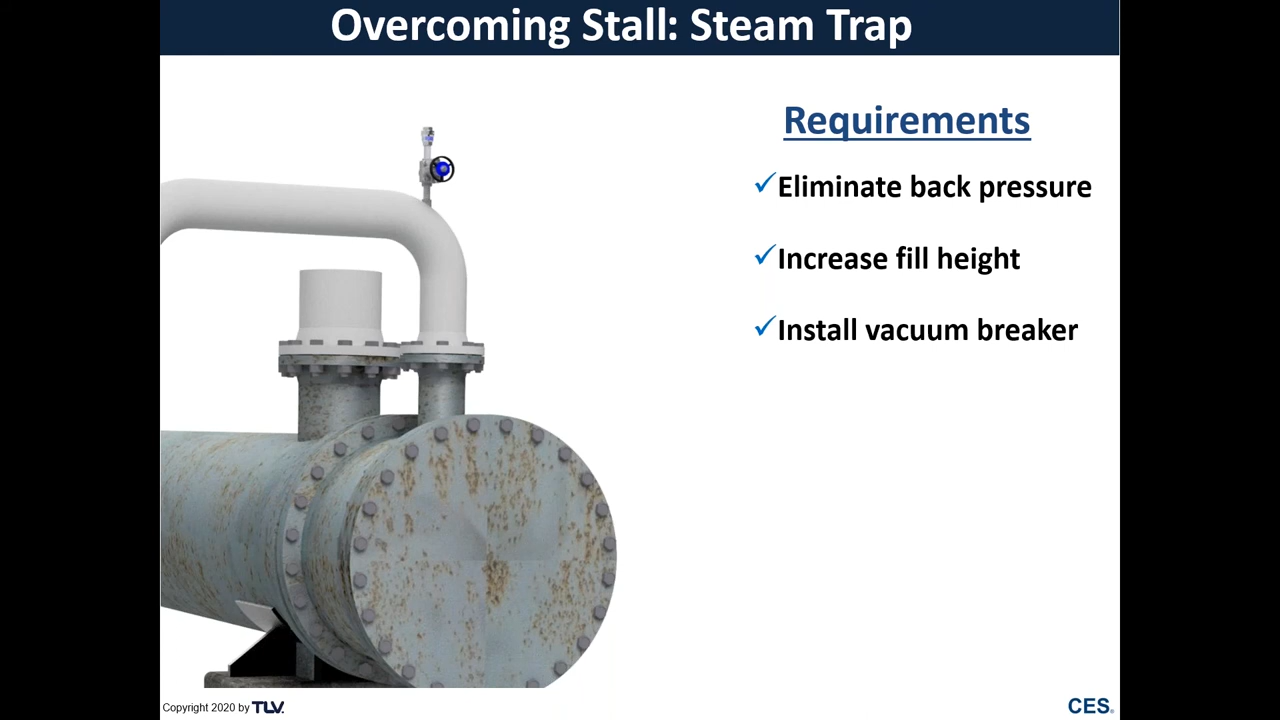 Overcoming Stall: Steam Trap
Requirements
✓Eliminate back pressure
✓Increase fill height
✓Install vacuum breaker
Copyright 2020 by TLV.
CES®